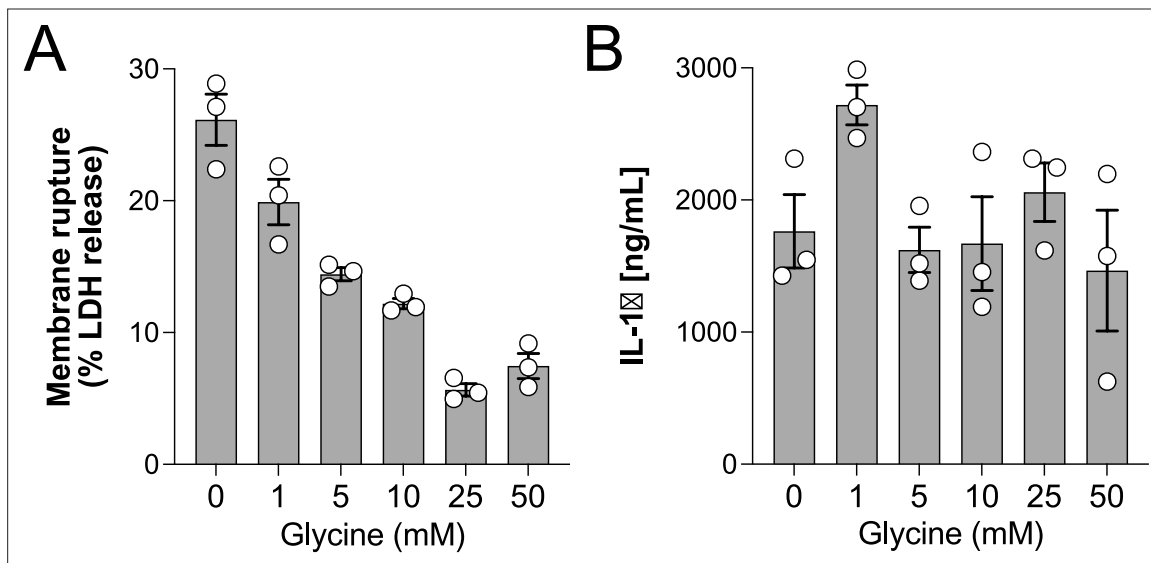 A
30
20
10
0
Membrane rupture
(% LDH release)
0 1 5 10 25 50
Glycine (mM)
B
3000
2000
1000
0
IL-1☒ [ng/mL]
0 1 5 10 25 50
Glycine (mM)